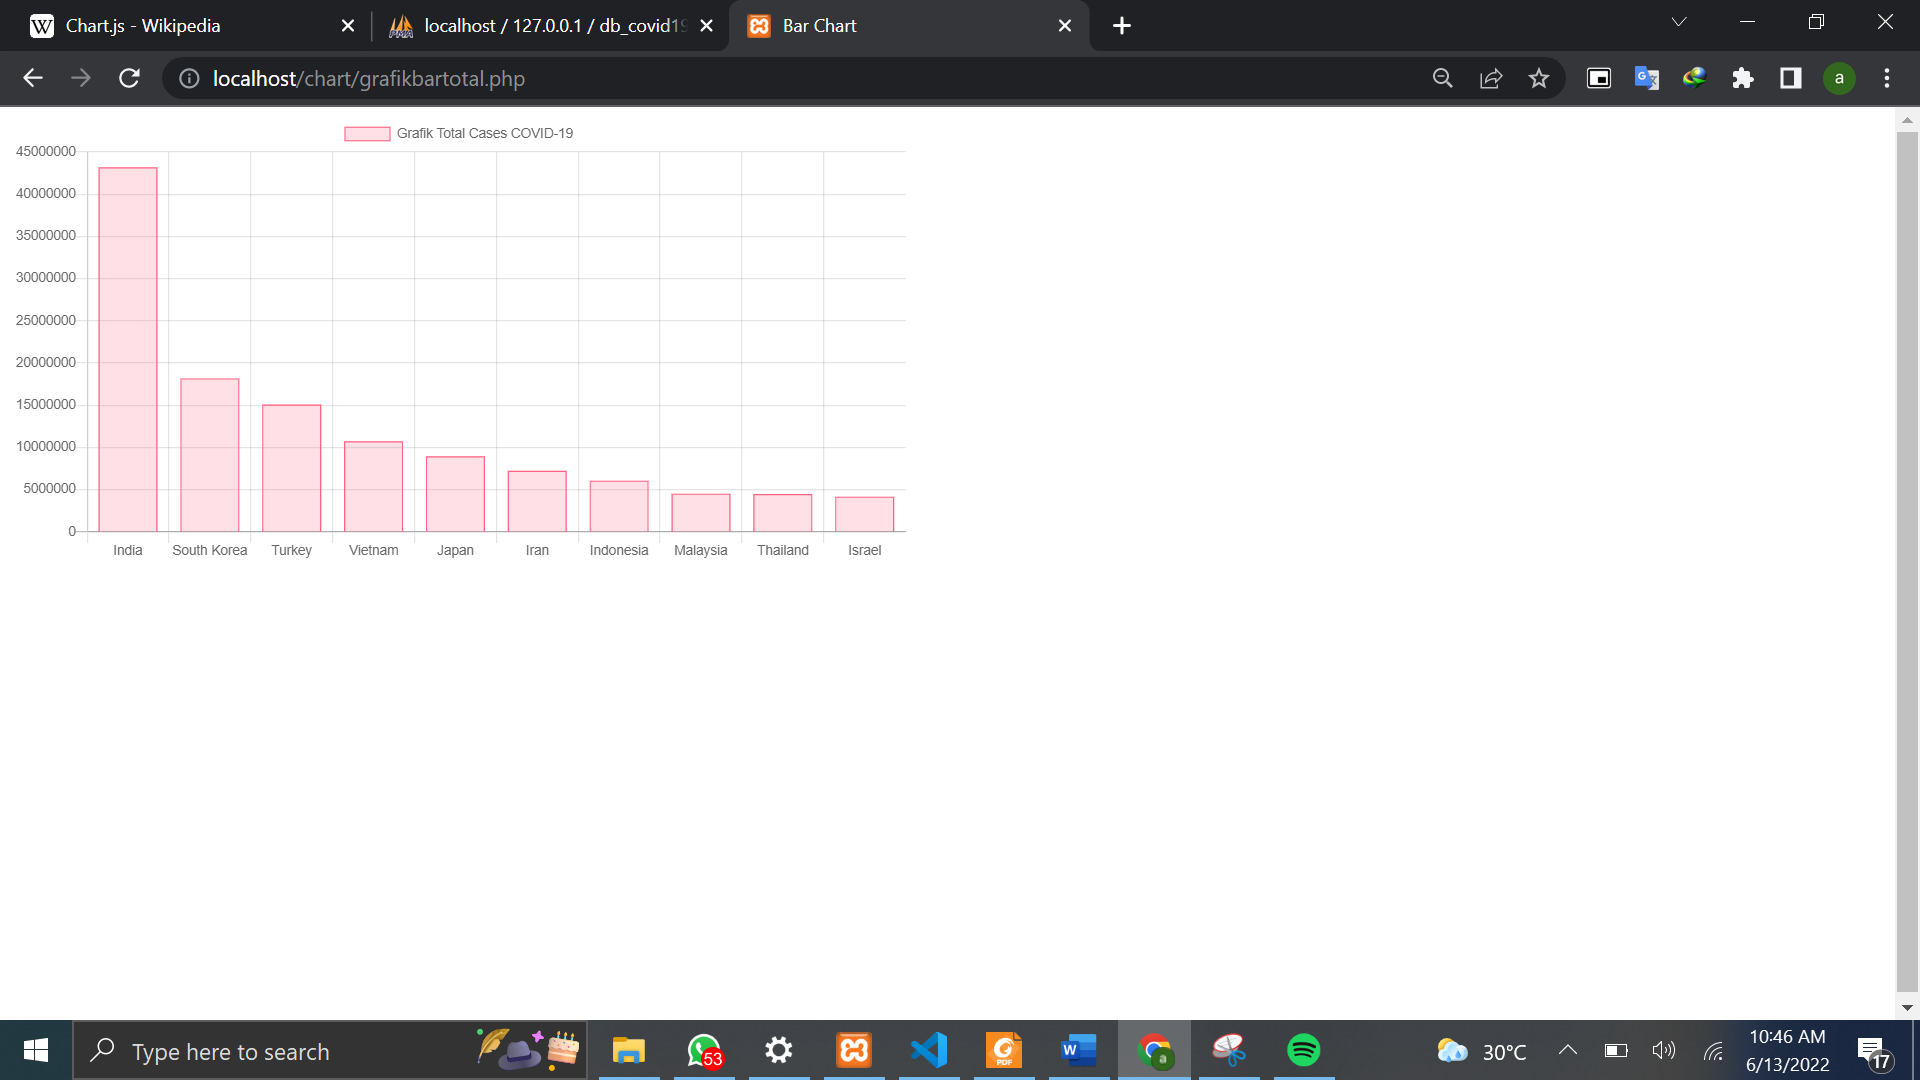 Chart.js - Wikipedia
localhost / 127.0.0.1 / db_covid19
Bar Chart
localhost/chart/grafikbartotal.php
a
Grafik Total Cases COVID-19
45000000
40000000
35000000
30000000
25000000
20000000
15000000
10000000
5000000
0
India South Korea Turkey Vietnam Japan Iran Indonesia Malaysia Thailand Israel
Type here to search
53
PDF
W
a
30°C
10:46 AM
6/13/2022
17